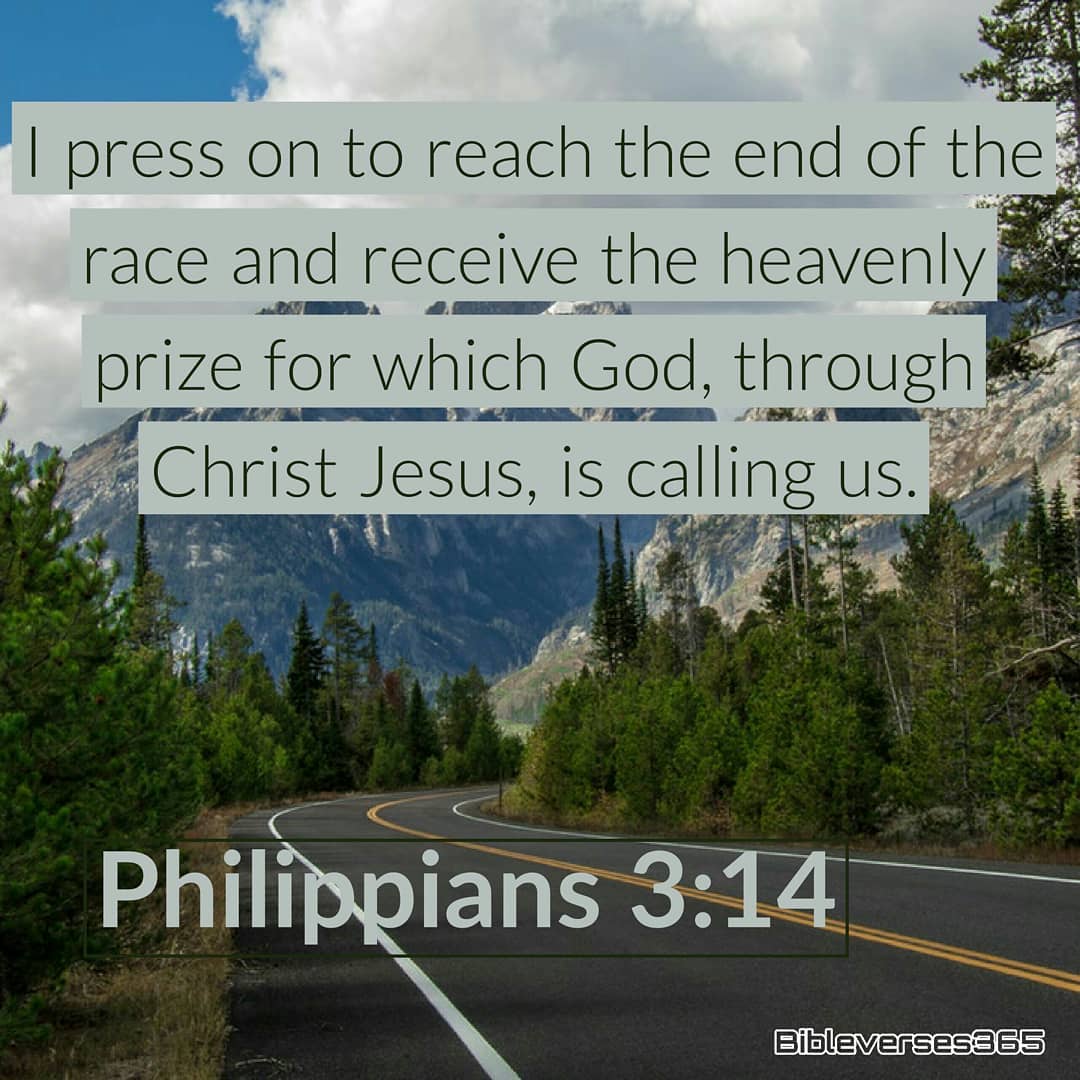 I press on to reach the end of the
race and receive the heavenly
prize for which God, through
Christ Jesus, is calling us.
Philippians 3:14
Bibleverses365